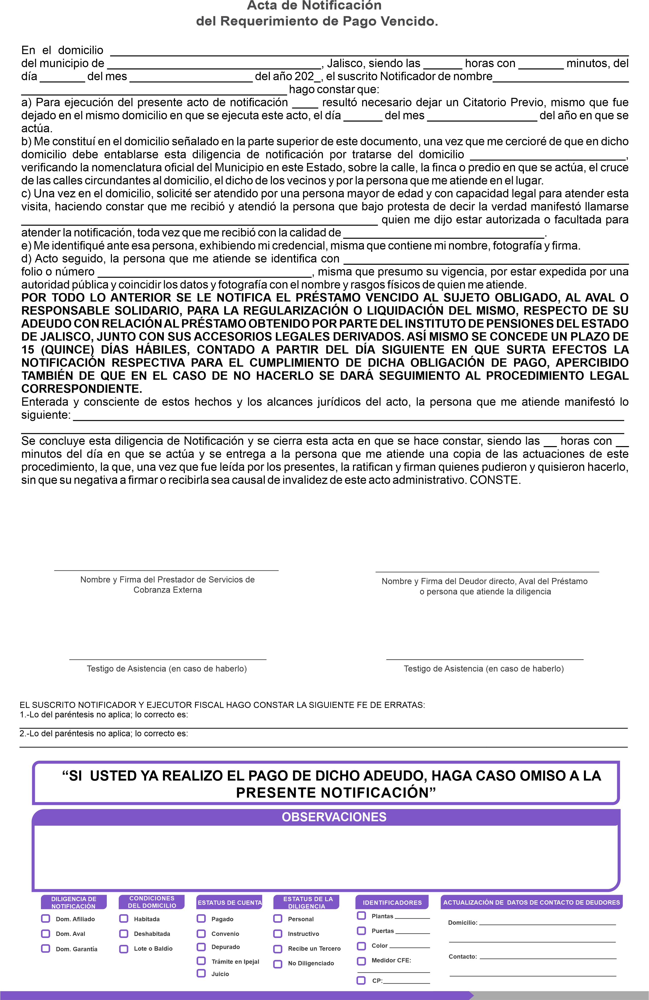 Acta de Notificación
del Requerimiento de Pago Vencido.
En el domicilio ____________________
del municipio de ____________________, Jalisco, siendo las ______ horas con _______ minutos, del
día _______ del mes ___________________ del año 202_, el suscrito Notificador de nombre_____________________
_________________________________________ hago constar que:
a) Para ejecución del presente acto de notificación ____ resultó necesario dejar un Citatorio Previo, mismo que fue
dejado en el mismo domicilio en que se ejecuta este acto, el día ______ del mes _________________ del año en que se
actúa.
b) Me constituí en el domicilio señalado en la parte superior de este documento, una vez que me cercioré de que en dicho
domicilio debe entablarse esta diligencia de notificación por tratarse del domicilio ________________________,
verificando la nomenclatura oficial del Municipio en este Estado, sobre la calle, la finca o predio en que se actúa, el cruce
de las calles circundantes al domicilio, el dicho de los vecinos y por la persona que me atiende en el lugar.
c) Una vez en el domicilio, solicité ser atendido por una persona mayor de edad y con capacidad legal para atender esta
visita, haciendo constar que me recibió y atendió la persona que bajo protesta de decir la verdad manifestó llamarse
_______________________________________________________ quien me dijo estar autorizada o facultada para
atender la notificación, toda vez que me recibió con la calidad de _______________________________.
e) Me identifiqué ante esa persona, exhibiendo mi credencial, misma que contiene mi nombre, fotografía y firma.
d) Acto seguido, la persona que me atiende se identifica con ____________________________________________
folio o número _________________________________, misma que presumo su vigencia, por estar expedida por una
autoridad pública y coincidir los datos y fotografía con el nombre y rasgos físicos de quien me atiende.
POR TODO LO ANTERIOR SE LE NOTIFICA EL PRÉSTAMO VENCIDO AL SUJETO OBLIGADO, AL AVAL O
RESPONSABLE SOLIDARIO, PARA LA REGULARIZACIÓN O LIQUIDACIÓN DEL MISMO, RESPECTO DE SU
ADEUDO CON RELACIÓN AL PRÉSTAMO OBTENIDO POR PARTE DEL INSTITUTO DE PENSIONES DEL ESTADO
DE JALISCO, JUNTO CON SUS ACCESORIOS LEGALES DERIVADOS. ASÍ MISMO SE CONCEDE UN PLAZO DE
15 (QUINCE) DÍAS HÁBILES, CONTADO A PARTIR DEL DÍA SIGUIENTE EN QUE SURTA EFECTOS LA
NOTIFICACIÓN RESPECTIVA PARA EL CUMPLIMIENTO DE DICHA OBLIGACIÓN DE PAGO, APERCIBIDO
TAMBIÉN DE QUE EN EL CASO DE NO HACERLO SE DARÁ SEGUIMIENTO AL PROCEDIMIENTO LEGAL
CORRESPONDIENTE.
Enterada y consciente de estos hechos y los alcances jurídicos del acto, la persona que me atiende manifestó lo
siguiente: ____________________
____________________
Se concluye esta diligencia de Notificación y se cierra esta acta en que se hace constar, siendo las __ horas con __
minutos del día en que se actúa y se entrega a la persona que me atiende una copia de las actuaciones de este
procedimiento, la que, una vez que fue leída por los presentes, la ratifican y firman quienes pudieron y quisieron hacerlo,
sin que su negativa a firmar o recibirla sea causal de invalidez de este acto administrativo. CONSTE.
Nombre y Firma del Prestador de Servicios de
Cobranza Externa
Nombre y Firma del Deudor directo, Aval del Préstamo
o persona que atiende la diligencia
Testigo de Asistencia (en caso de haberlo)
Testigo de Asistencia (en caso de haberlo)
EL SUSCRITO NOTIFICADOR Y EJECUTOR FISCAL HAGO CONSTAR LA SIGUIENTE FE DE ERRATAS:
1.-Lo del paréntesis no aplica; lo correcto es:
2.-Lo del paréntesis no aplica; lo correcto es:
“SI USTED YA REALIZO EL PAGO DE DICHO ADEUDO, HAGA CASO OMISO A LA
PRESENTE NOTIFICACIÓN”
OBSERVACIONES
DILIGENCIA DE
NOTIFICACIÓN
Dom. Afiliado
Dom. Aval
Dom. Garantía
CONDICIONES
DEL DOMICILIO
Habitada
Deshabitada
Lote o Baldío
ESTATUS DE CUENTA
Pagado
Convenio
Depurado
Trámite en Ipejal
Juicio
ESTATUS DE LA
DILIGENCIA
Personal
Instructivo
Recibe un Tercero
No Diligenciado
IDENTIFICADORES
Plantas __________
Puertas __________
Color ____________
Medidor CFE:
CP:______________
ACTUALIZACIÓN DE DATOS DE CONTACTO DE DEUDORES
Domicilio: ____________________
Contacto: ____________________